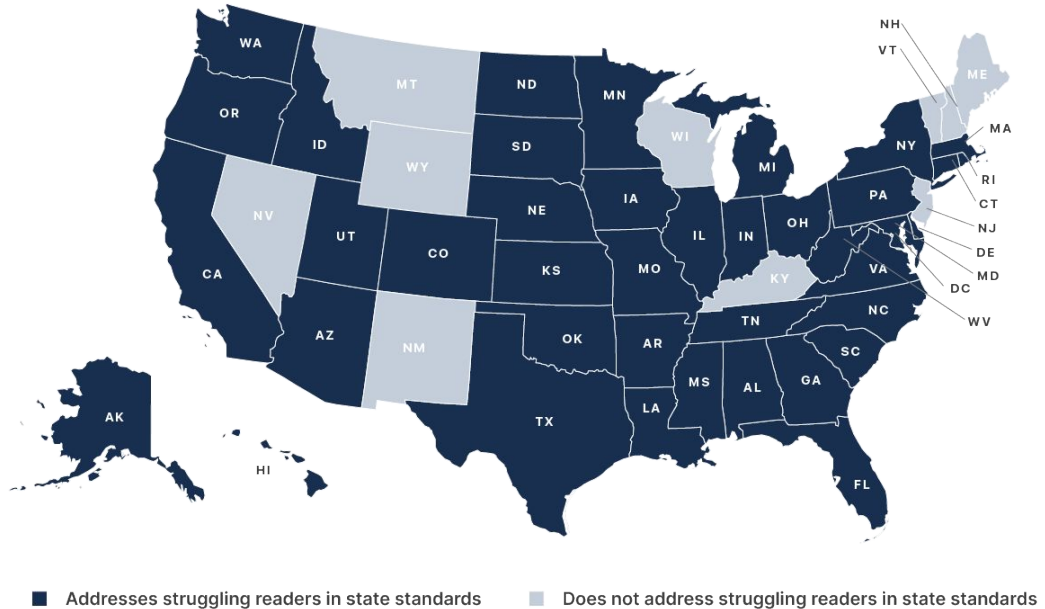 NH
VT
WA
MT
ND
MN
ME
OR
ID
SD
WI
MI
NY
MA
WY
RI
PA
CT
NV
UT
CO
NE
KS
IA
IL
IN
OH
NJ
DE
MD
DC
WV
CA
MO
KY
VA
AZ
NM
OK
AR
TN
NC
SC
MS
AL
GA
LA
TX
AK
HI
FL
Addresses struggling readers in state standards
Does not address struggling readers in state standards